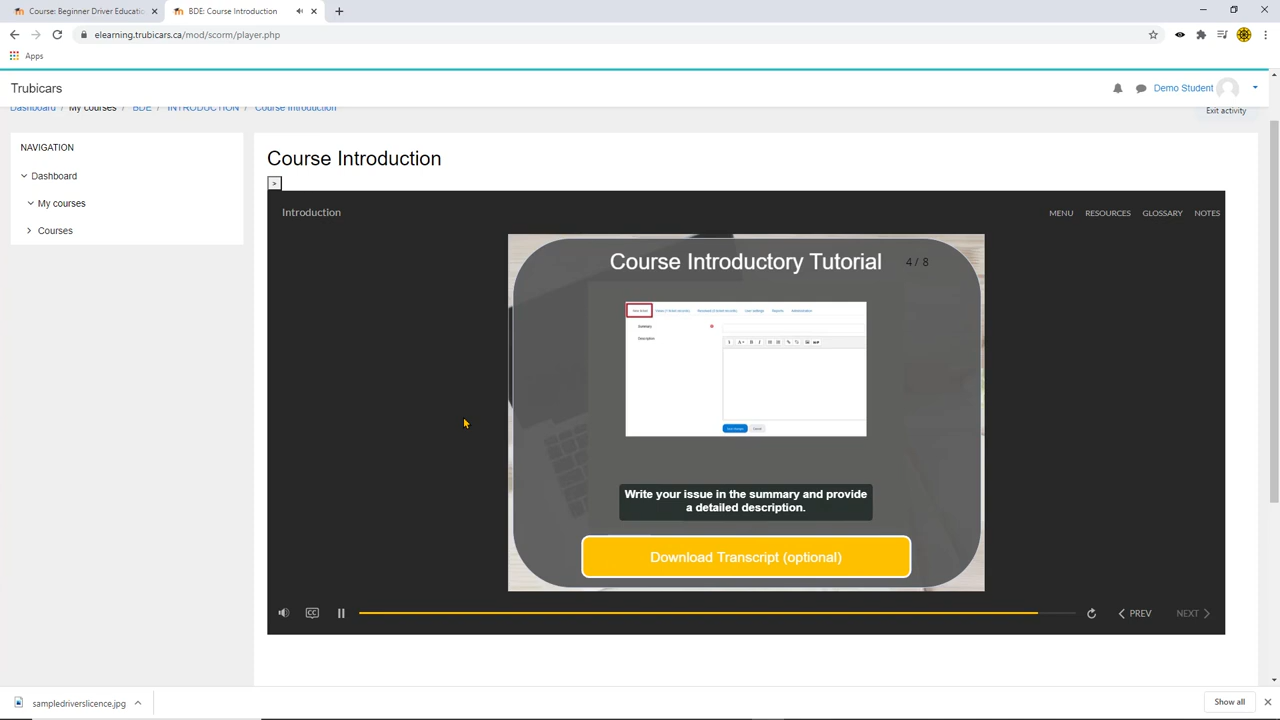 Course: Beginner Driver Educatio
BDE: Course Introduction
elearning.trubicars.ca/mod/scorm/player.php
Apps
Trubicars
Demo Student
Dashboard / My courses / BDE / INTRODUCTION / Course Introduction
Exit activity
NAVIGATION
Dashboard
My courses
Courses
Course Introduction
>
Introduction
MENU RESOURCES GLOSSARY NOTES
Course Introductory Tutorial 4 / 8
Summary
Description
Write your issue in the summary and provide
a detailed description.
Download Transcript (optional)
CC
PREV NEXT
sampledriverslicence.jpg
Show all